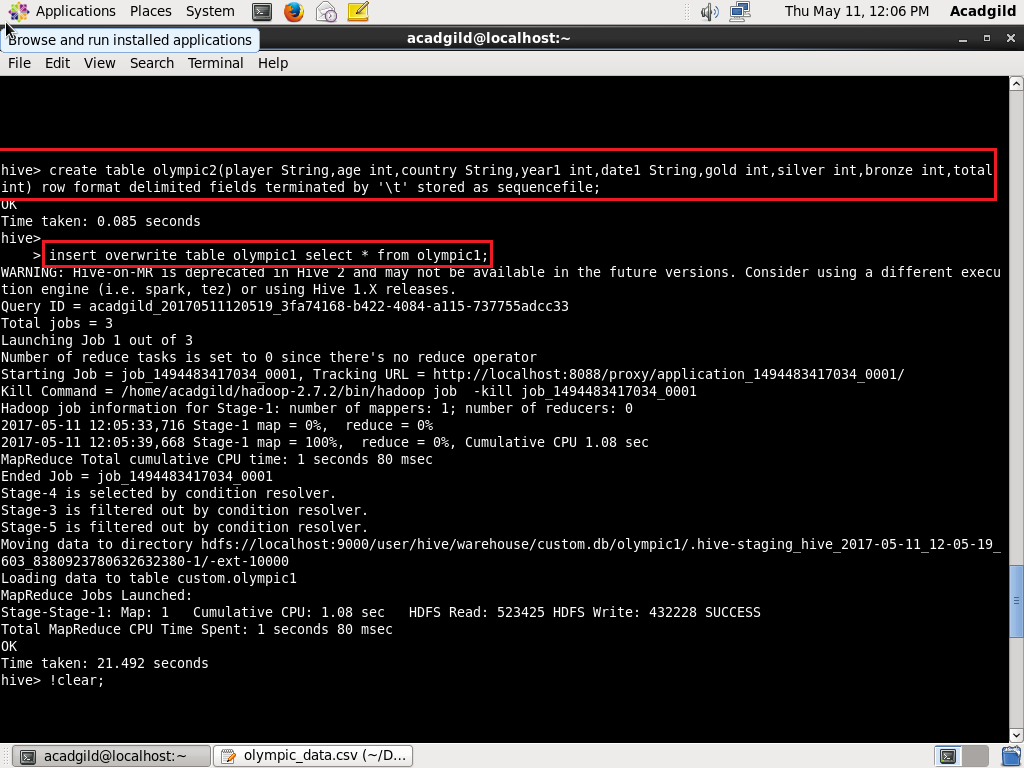 Applications Places System Thu May 11, 12:06 PM Acadgild
Browse and run installed applications
acadgild@localhost:~
File Edit View Search Terminal Help
hive> create table olympic2(player String,age int,country String,year1 int,date1 String,gold int,silver int,bronze int,total
int) row format delimited fields terminated by '\t' stored as sequencefile;
OK
Time taken: 0.085 seconds
hive>
    > insert overwrite table olympic1 select * from olympic1;
WARNING: Hive-on-MR is deprecated in Hive 2 and may not be available in the future versions. Consider using a different execu
tion engine (i.e. spark, tez) or using Hive 1.X releases.
Query ID = acadgild_20170511120519_3fa74168-b422-4084-a115-737755adcc33
Total jobs = 3
Launching Job 1 out of 3
Number of reduce tasks is set to 0 since there's no reduce operator
Starting Job = job_1494483417034_0001, Tracking URL = http://localhost:8088/proxy/application_1494483417034_0001/
Kill Command = /home/acadgild/hadoop-2.7.2/bin/hadoop job  -kill job_1494483417034_0001
Hadoop job information for Stage-1: number of mappers: 1; number of reducers: 0
2017-05-11 12:05:33,716 Stage-1 map = 0%,  reduce = 0%
2017-05-11 12:05:39,668 Stage-1 map = 100%,  reduce = 0%, Cumulative CPU 1.08 sec
MapReduce Total cumulative CPU time: 1 seconds 80 msec
Ended Job = job_1494483417034_0001
Stage-4 is selected by condition resolver.
Stage-3 is filtered out by condition resolver.
Stage-5 is filtered out by condition resolver.
Moving data to directory hdfs://localhost:9000/user/hive/warehouse/custom.db/olympic1/.hive-staging_hive_2017-05-11_12-05-19_
603_8380923780632632380-1/-ext-10000
Loading data to table custom.olympic1
MapReduce Jobs Launched:
Stage-Stage-1: Map: 1   Cumulative CPU: 1.08 sec   HDFS Read: 523425 HDFS Write: 432228 SUCCESS
Total MapReduce CPU Time Spent: 1 seconds 80 msec
OK
Time taken: 21.492 seconds
hive> !clear;
acadgild@localhost:~ olympic_data.csv (~/D...